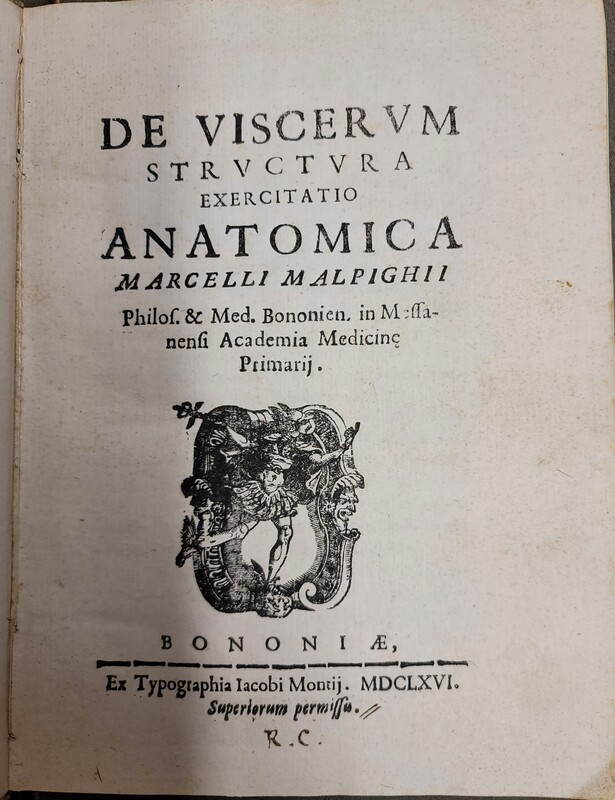 DE VISCERVM
STRVCTVRA
EXERCITATIO
ANATOMICA
MARCELLI MALPIGHII
Philoſ. & Med. Bononien. in Meſſa-
nenſi Academia Medicinę
Primarij.
BONONIÆ,
Ex Typographia Iacobi Montij. MDCLXVI.
Superiorum permiſſu.
R.C.